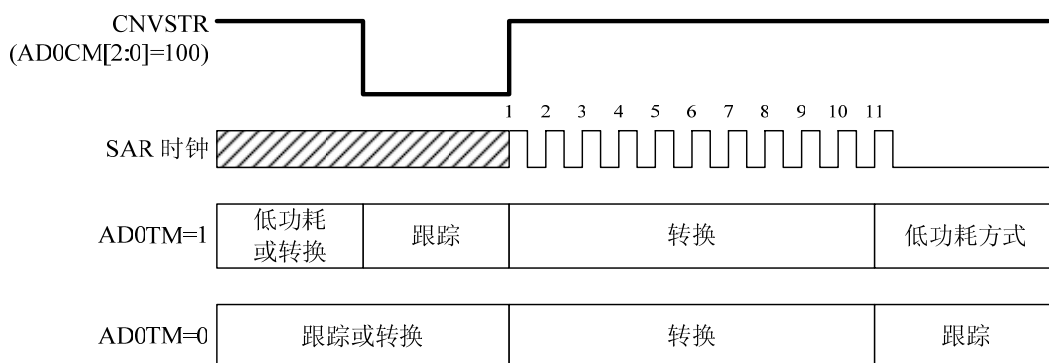 CNVSTR
(AD0CM[2:0]=100)
1 2 3 4 5 6 7 8 9 10 11
SAR 时钟
AD0TM=1
低功耗
或转换
跟踪
转换
低功耗方式
AD0TM=0
跟踪或转换
转换
跟踪